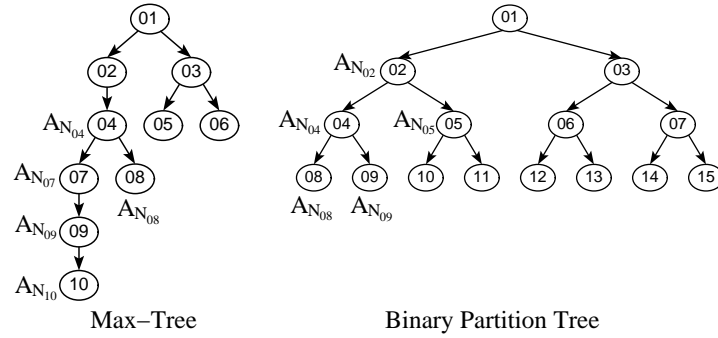 01
01
02
03
A_{N_{02}}
02
03
A_{N_{04}}
04
05
06
A_{N_{04}}
04
A_{N_{05}}
05
06
07
A_{N_{07}}
07
08
08
09
10
11
12
13
14
15
A_{N_{08}}
A_{N_{08}}
A_{N_{09}}
A_{N_{09}}
09
A_{N_{10}}
10
Max−Tree
Binary Partition Tree